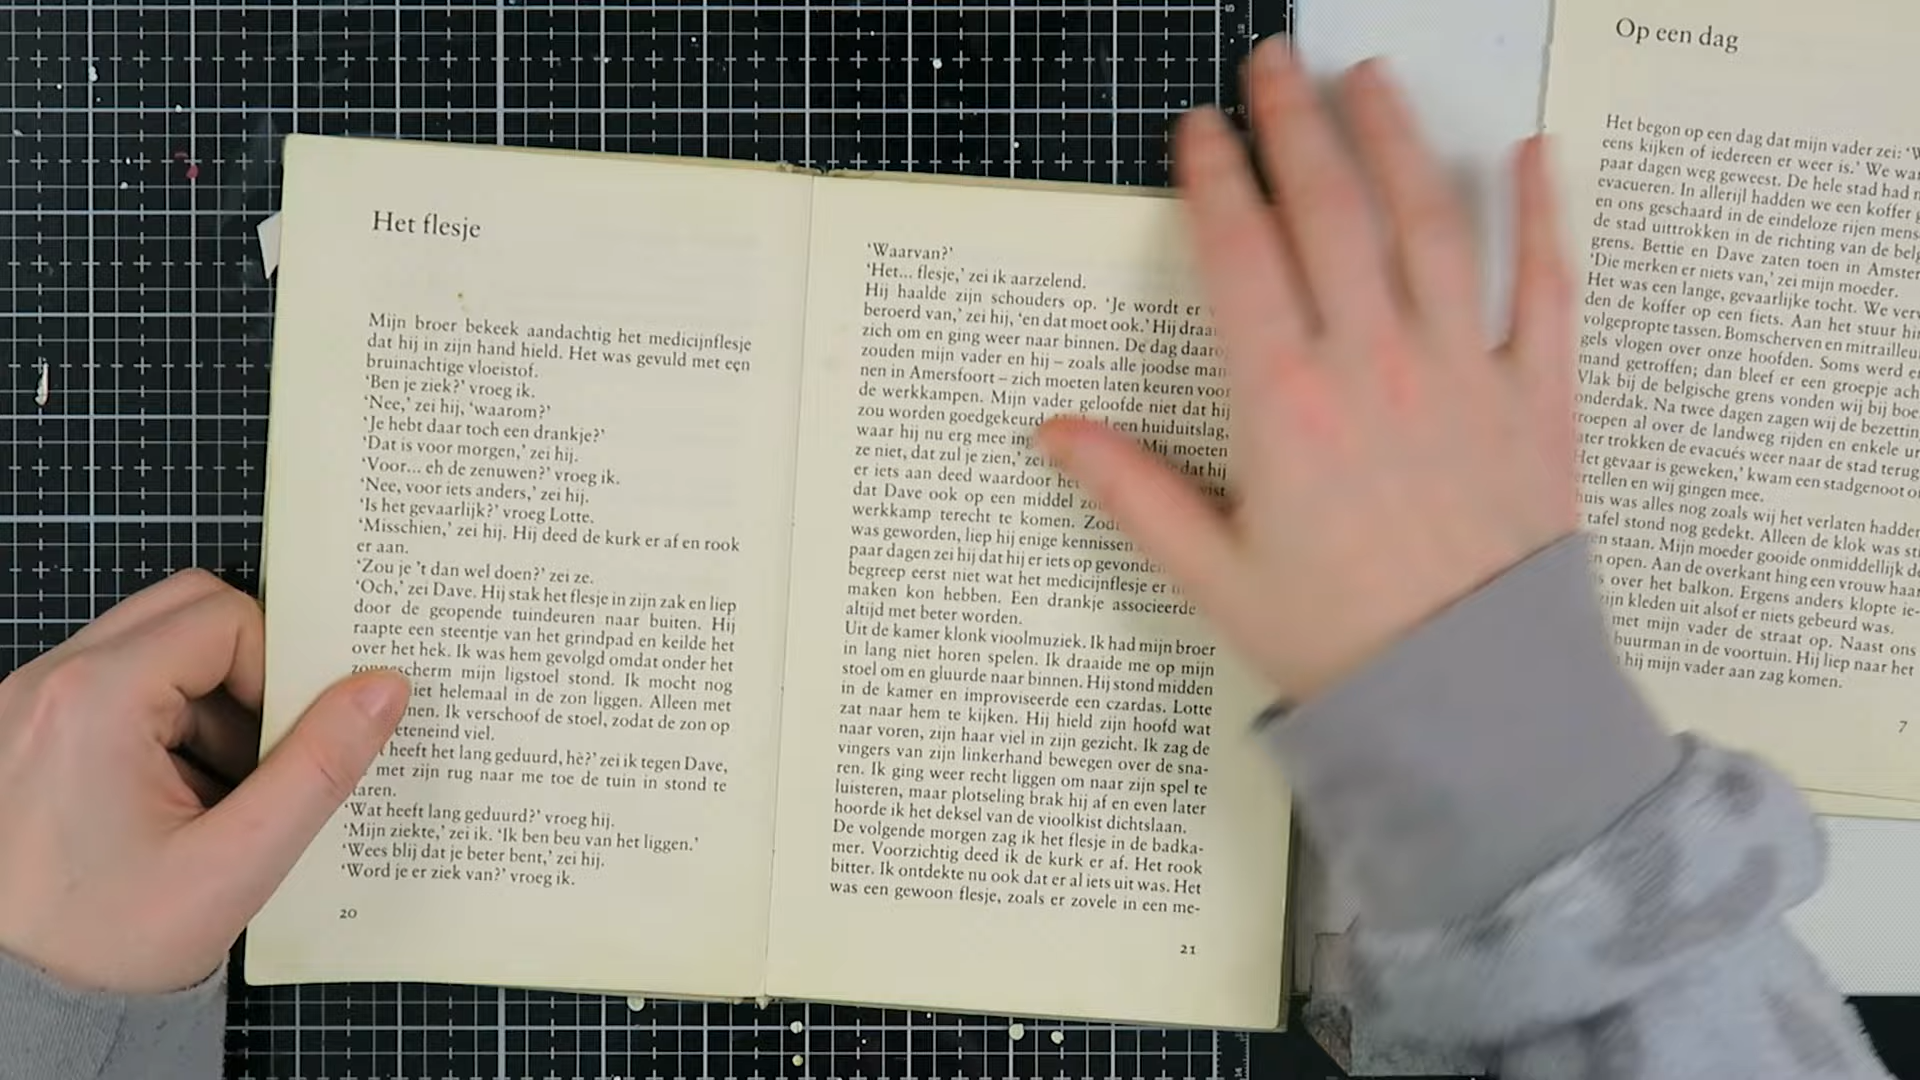 Het flesje
Mijn broer bekeek aandachtig het medicijnflesje
dat hij in zijn hand hield. Het was gevuld met een
bruinachtige vloeistof.
‘Ben je ziek?’ vroeg ik.
‘Nee,’ zei hij, ‘waarom?’
‘Je hebt daar toch een drankje?’
‘Dat is voor morgen,’ zei hij.
‘Voor... eh de zenuwen?’ vroeg ik.
‘Nee, voor iets anders,’ zei hij.
‘Is het gevaarlijk?’ vroeg Lotte.
‘Misschien,’ zei hij. Hij deed de kurk er af en rook
er aan.
‘Zou je ’t dan wel doen?’ zei ze.
‘Och,’ zei Dave. Hij stak het flesje in zijn zak en liep
door de geopende tuindeuren naar buiten. Hij
raapte een steentje van het grindpad en keilde het
over het hek. Ik was hem gevolgd omdat onder het
zonnescherm mijn ligstoel stond. Ik mocht nog
niet helemaal in de zon liggen. Alleen met
Ik verschoof de stoel, zodat de zon op
voeteneind viel.
heeft het lang geduurd, hè?’ zei ik tegen Dave,
met zijn rug naar me toe de tuin in stond te
staren.
‘Wat heeft lang geduurd?’ vroeg hij.
‘Mijn ziekte,’ zei ik. ‘Ik ben beu van het liggen.’
‘Wees blij dat je beter bent,’ zei hij.
‘Word je er ziek van?’ vroeg ik.
20
‘Waarvan?’
‘Het... flesje,’ zei ik aarzelend.
Hij haalde zijn schouders op. ‘Je wordt er
beroerd van,’ zei hij, ‘en dat moet ook.’ Hij draai
zich om en ging weer naar binnen. De dag daarop
zouden mijn vader en hij – zoals alle joodse man-
nen in Amersfoort – zich moeten laten keuren voor
de werkkampen. Mijn vader geloofde niet dat hij
zou worden goedgekeurd. een huiduitslag,
waar hij nu erg mee ‘Mij moeten
ze niet, dat zul je zien,’ zei dat hij
er iets aan deed waardoor
dat Dave ook op een middel
werkkamp terecht te komen.
was geworden, liep hij enige kennissen
paar dagen zei hij dat hij er iets op gevonden
begreep eerst niet wat het medicijnflesje er
maken kon hebben. Een drankje associeerde
altijd met beter worden.
Uit de kamer klonk vioolmuziek. Ik had mijn broer
in lang niet horen spelen. Ik draaide me op mijn
stoel om en gluurde naar binnen. Hij stond midden
in de kamer en improviseerde een czardas. Lotte
zat naar hem te kijken. Hij hield zijn hoofd wat
naar voren, zijn haar viel in zijn gezicht. Ik zag de
vingers van zijn linkerhand bewegen over de sna-
ren. Ik ging weer recht liggen om naar zijn spel te
luisteren, maar plotseling brak hij af en even later
hoorde ik het deksel van de vioolkist dichtslaan.
De volgende morgen zag ik het flesje in de badka-
mer. Voorzichtig deed ik de kurk er af. Het rook
bitter. Ik ontdekte nu ook dat er al iets uit was. Het
was een gewoon flesje, zoals er zovele in een me-
21
Op een dag
Het begon op een dag dat mijn vader zei:
eens kijken of iedereen er weer is.’ We
paar dagen weg geweest. De hele stad had
evacueren. In allerijl hadden we een koffer
en ons geschaard in de eindeloze rijen
de stad uittrokken in de richting van de
grens. Bettie en Dave zaten toen in
‘Die merken er niets van,’ zei mijn moeder.
Het was een lange, gevaarlijke tocht. We
den de koffer op een fiets. Aan het stuur
volgepropte tassen. Bomscherven en
gels vlogen over onze hoofden. Soms werd
mand getroffen; dan bleef er een groepje
Vlak bij de belgische grens vonden wij bij
onderdak. Na twee dagen zagen wij de
troepen al over de landweg rijden en enkele
later trokken de evacués weer naar de stad
‘Het gevaar is geweken,’ kwam een stadgenoot
vertellen en wij gingen mee.
huis was alles nog zoals wij het verlaten
tafel stond nog gedekt. Alleen de klok was
staan. Mijn moeder gooide onmiddellijk
open. Aan de overkant hing een vrouw
over het balkon. Ergens anders klopte
kleden uit alsof er niets gebeurd was.
met mijn vader de straat op. Naast ons
buurman in de voortuin. Hij liep naar het
hij mijn vader aan zag komen.
7